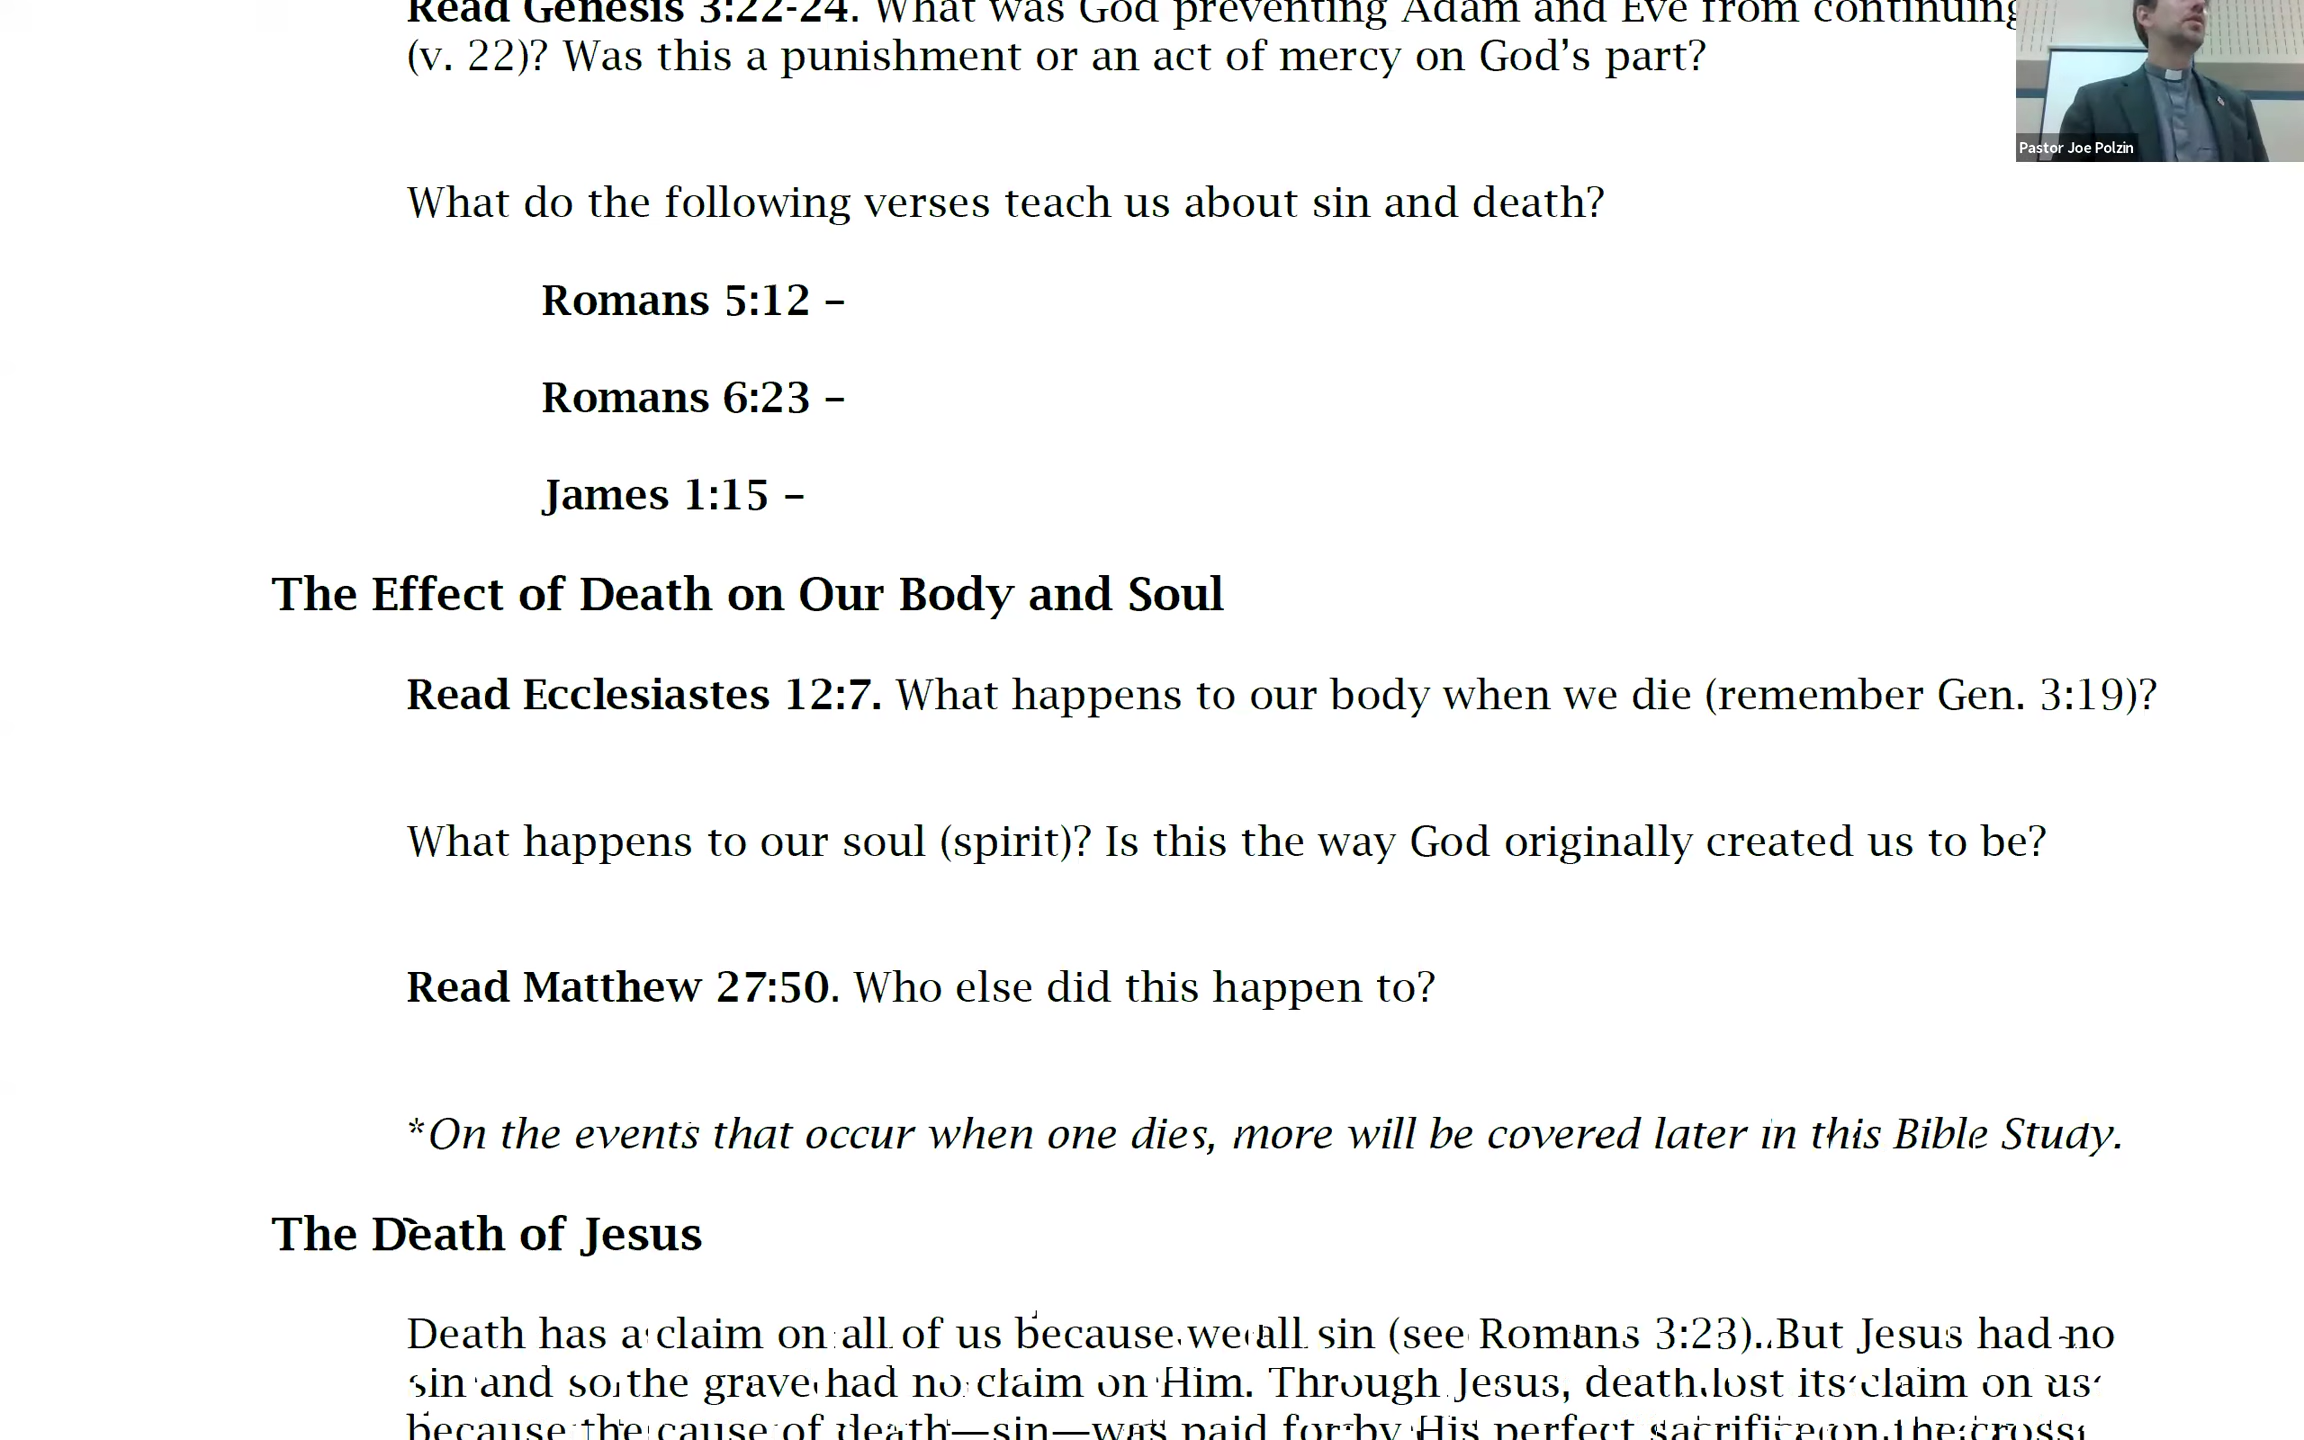 Read Genesis 3:22-24. What was God preventing Adam and Eve from continuing
(v. 22)? Was this a punishment or an act of mercy on God's part?
Pastor Joe Polzin
What do the following verses teach us about sin and death?
Romans 5:12 –
Romans 6:23 –
James 1:15 –
The Effect of Death on Our Body and Soul
Read Ecclesiastes 12:7. What happens to our body when we die (remember Gen. 3:19)?
What happens to our soul (spirit)? Is this the way God originally created us to be?
Read Matthew 27:50. Who else did this happen to?
*On the events that occur when one dies, more will be covered later in this Bible Study.
The Death of Jesus
Death has a claim on all of us because we all sin (see Romans 3:23). But Jesus had no
sin and so the grave had no claim on Him. Through Jesus, death lost its claim on us
because the cause of death—sin—was paid for by His perfect sacrifice on the cross